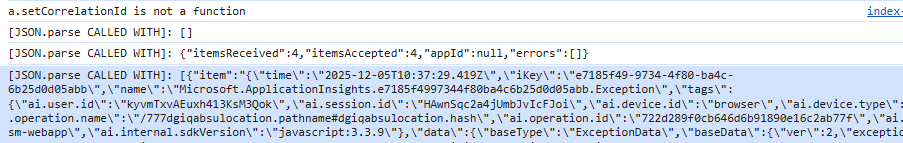 a.setCorrelationId is not a function index-
[JSON.parse CALLED WITH]: []
[JSON.parse CALLED WITH]: {"itemsReceived":4,"itemsAccepted":4,"appId":null,"errors":[]}
[JSON.parse CALLED WITH]: [{"item":"{\"time\":\"2025-12-05T10:37:29.419Z\",\"iKey\":\"e7185f49-9734-4f80-ba4c-
6b25d0d05abb\",\"name\":\"Microsoft.ApplicationInsights.e7185f4997344f80ba4c6b25d0d05abb.Exception\",\"tags\":
{\"ai.user.id\":\"kyvmTxvAEuxh413KsM3Qok\",\"ai.session.id\":\"HAwnSqc2a4jUmbJvIcFJoi\",\"ai.device.id\":\"browser\",\"ai.device.type\":
.operation.name\":\"/777dgiqabsulocation.pathname#dgiqabsulocation.hash\",\"ai.operation.id\":\"722d289f0cb646d6b91890e16c2ab77f\",\"ai.
sm-webapp\",\"ai.internal.sdkVersion\":\"javascript:3.3.9\"},\"data\":{\"baseType\":\"ExceptionData\",\"baseData\":{\"ver\":2,\"exceptio